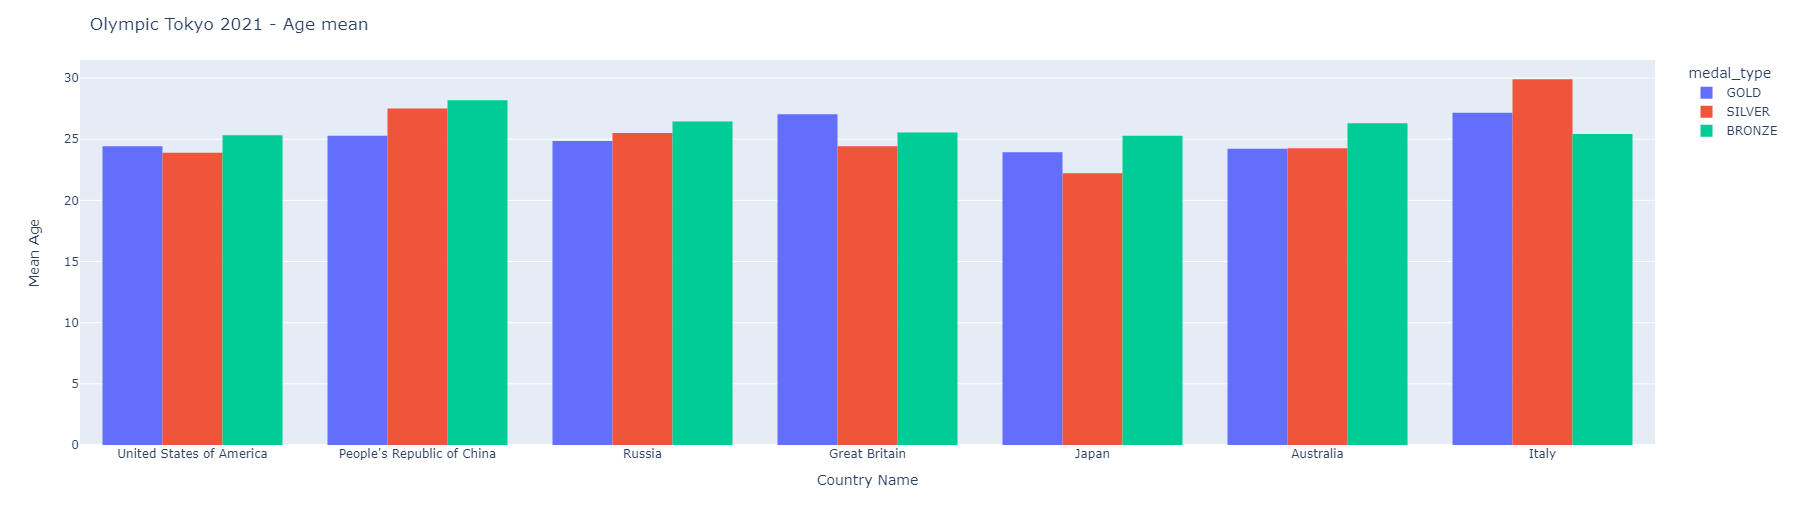 Olympic Tokyo 2021 - Age mean
medal_type
GOLD
SILVER
BRONZE
30
25
20
15
10
5
0
Mean Age
United States of America
People's Republic of China
Russia
Great Britain
Japan
Australia
Italy
Country Name